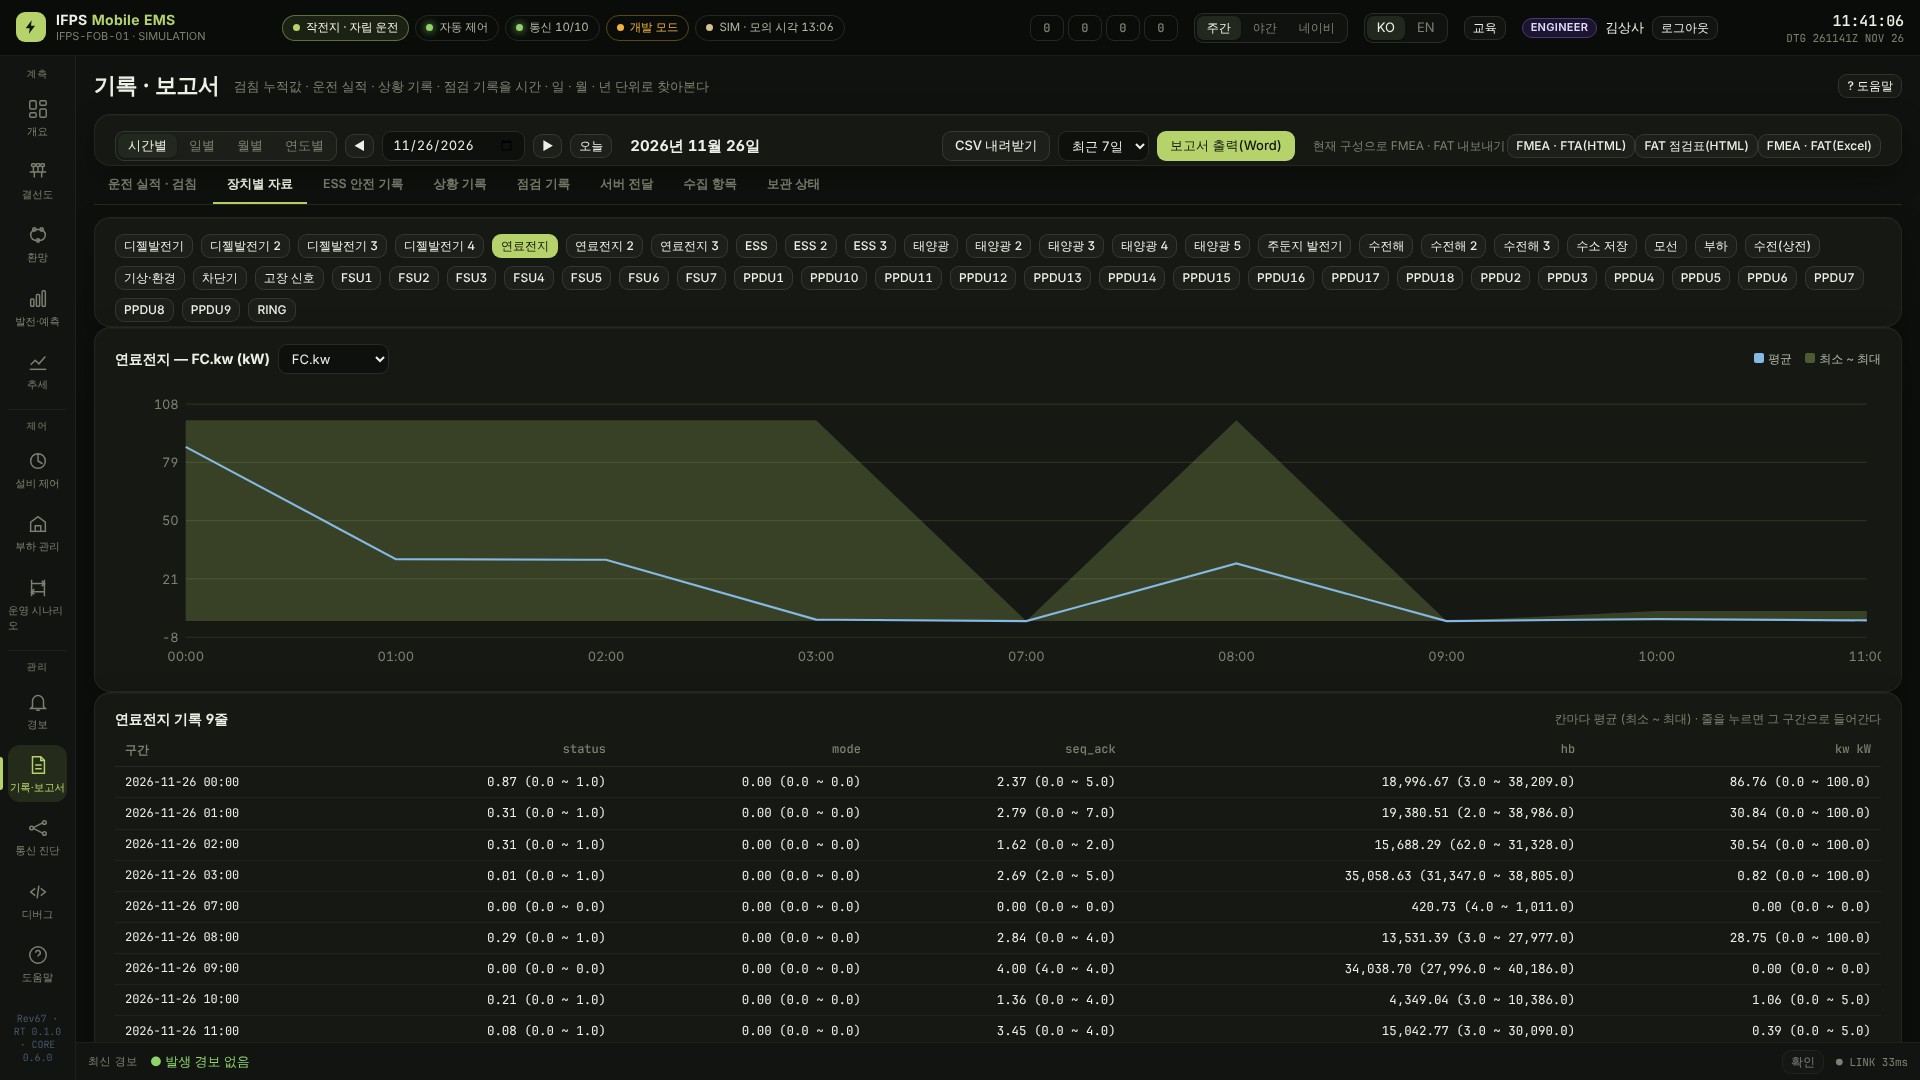 IFPS Mobile EMS
IFPS-FOB-01 · SIMULATION
작전지 · 자립 운전
자동 제어
통신 10/10
개발 모드
SIM · 모의 시각 13:06
0 0 0 0
주간 야간 네이비
KO EN
교육
ENGINEER 김상사 로그아웃
11:41:06
DTG 261141Z NOV 26
계측
개요
결선도
환망
발전·예측
추세
제어
설비 제어
부하 관리
운영 시나리
오
관리
경보
기록·보고서
통신 진단
디버그
도움말
Rev67 ·
RT 0.1.0
· CORE
0.6.0
기록 · 보고서 검침 누적값 · 운전 실적 · 상황 기록 · 점검 기록을 시간 · 일 · 월 · 년 단위로 찾아본다
? 도움말
시간별 일별 월별 연도별 ◀ 11/26/2026 ▶ 오늘 2026년 11월 26일
CSV 내려받기 최근 7일 보고서 출력(Word) 현재 구성으로 FMEA · FAT 내보내기 FMEA · FTA(HTML) FAT 점검표(HTML) FMEA · FAT(Excel)
운전 실적 · 검침 장치별 자료 ESS 안전 기록 상황 기록 점검 기록 서버 전달 수집 항목 보관 상태
디젤발전기 디젤발전기 2 디젤발전기 3 디젤발전기 4 연료전지 연료전지 2 연료전지 3 ESS ESS 2 ESS 3 태양광 태양광 2 태양광 3 태양광 4 태양광 5 주둔지 발전기 수전해 수전해 2 수전해 3 수소 저장 모선 부하 수전(상전)
기상·환경 차단기 고장 신호 FSU1 FSU2 FSU3 FSU4 FSU5 FSU6 FSU7 PPDU1 PPDU10 PPDU11 PPDU12 PPDU13 PPDU14 PPDU15 PPDU16 PPDU17 PPDU18 PPDU2 PPDU3 PPDU4 PPDU5 PPDU6 PPDU7
PPDU8 PPDU9 RING
연료전지 — FC.kw (kW) FC.kw
평균 최소 ~ 최대
108
79
50
21
-8
00:00 01:00 02:00 03:00 07:00 08:00 09:00 10:00 11:00
연료전지 기록 9줄
칸마다 평균 (최소 ~ 최대) · 줄을 누르면 그 구간으로 들어간다
구간 status mode seq_ack hb kw kW
2026-11-26 00:00 0.87 (0.0 ~ 1.0) 0.00 (0.0 ~ 0.0) 2.37 (0.0 ~ 5.0) 18,996.67 (3.0 ~ 38,209.0) 86.76 (0.0 ~ 100.0)
2026-11-26 01:00 0.31 (0.0 ~ 1.0) 0.00 (0.0 ~ 0.0) 2.79 (0.0 ~ 7.0) 19,380.51 (2.0 ~ 38,986.0) 30.84 (0.0 ~ 100.0)
2026-11-26 02:00 0.31 (0.0 ~ 1.0) 0.00 (0.0 ~ 0.0) 1.62 (0.0 ~ 2.0) 15,688.29 (62.0 ~ 31,328.0) 30.54 (0.0 ~ 100.0)
2026-11-26 03:00 0.01 (0.0 ~ 1.0) 0.00 (0.0 ~ 0.0) 2.69 (2.0 ~ 5.0) 35,058.63 (31,347.0 ~ 38,805.0) 0.82 (0.0 ~ 100.0)
2026-11-26 07:00 0.00 (0.0 ~ 0.0) 0.00 (0.0 ~ 0.0) 0.00 (0.0 ~ 0.0) 420.73 (4.0 ~ 1,011.0) 0.00 (0.0 ~ 0.0)
2026-11-26 08:00 0.29 (0.0 ~ 1.0) 0.00 (0.0 ~ 0.0) 2.84 (0.0 ~ 4.0) 13,531.39 (3.0 ~ 27,977.0) 28.75 (0.0 ~ 100.0)
2026-11-26 09:00 0.00 (0.0 ~ 0.0) 0.00 (0.0 ~ 0.0) 4.00 (4.0 ~ 4.0) 34,038.70 (27,996.0 ~ 40,186.0) 0.00 (0.0 ~ 0.0)
2026-11-26 10:00 0.21 (0.0 ~ 1.0) 0.00 (0.0 ~ 0.0) 1.36 (0.0 ~ 4.0) 4,349.04 (3.0 ~ 10,386.0) 1.06 (0.0 ~ 5.0)
2026-11-26 11:00 0.08 (0.0 ~ 1.0) 0.00 (0.0 ~ 0.0) 3.45 (0.0 ~ 4.0) 15,042.77 (3.0 ~ 30,090.0) 0.39 (0.0 ~ 5.0)
최신 경보 발생 경보 없음
확인 LINK 33ms